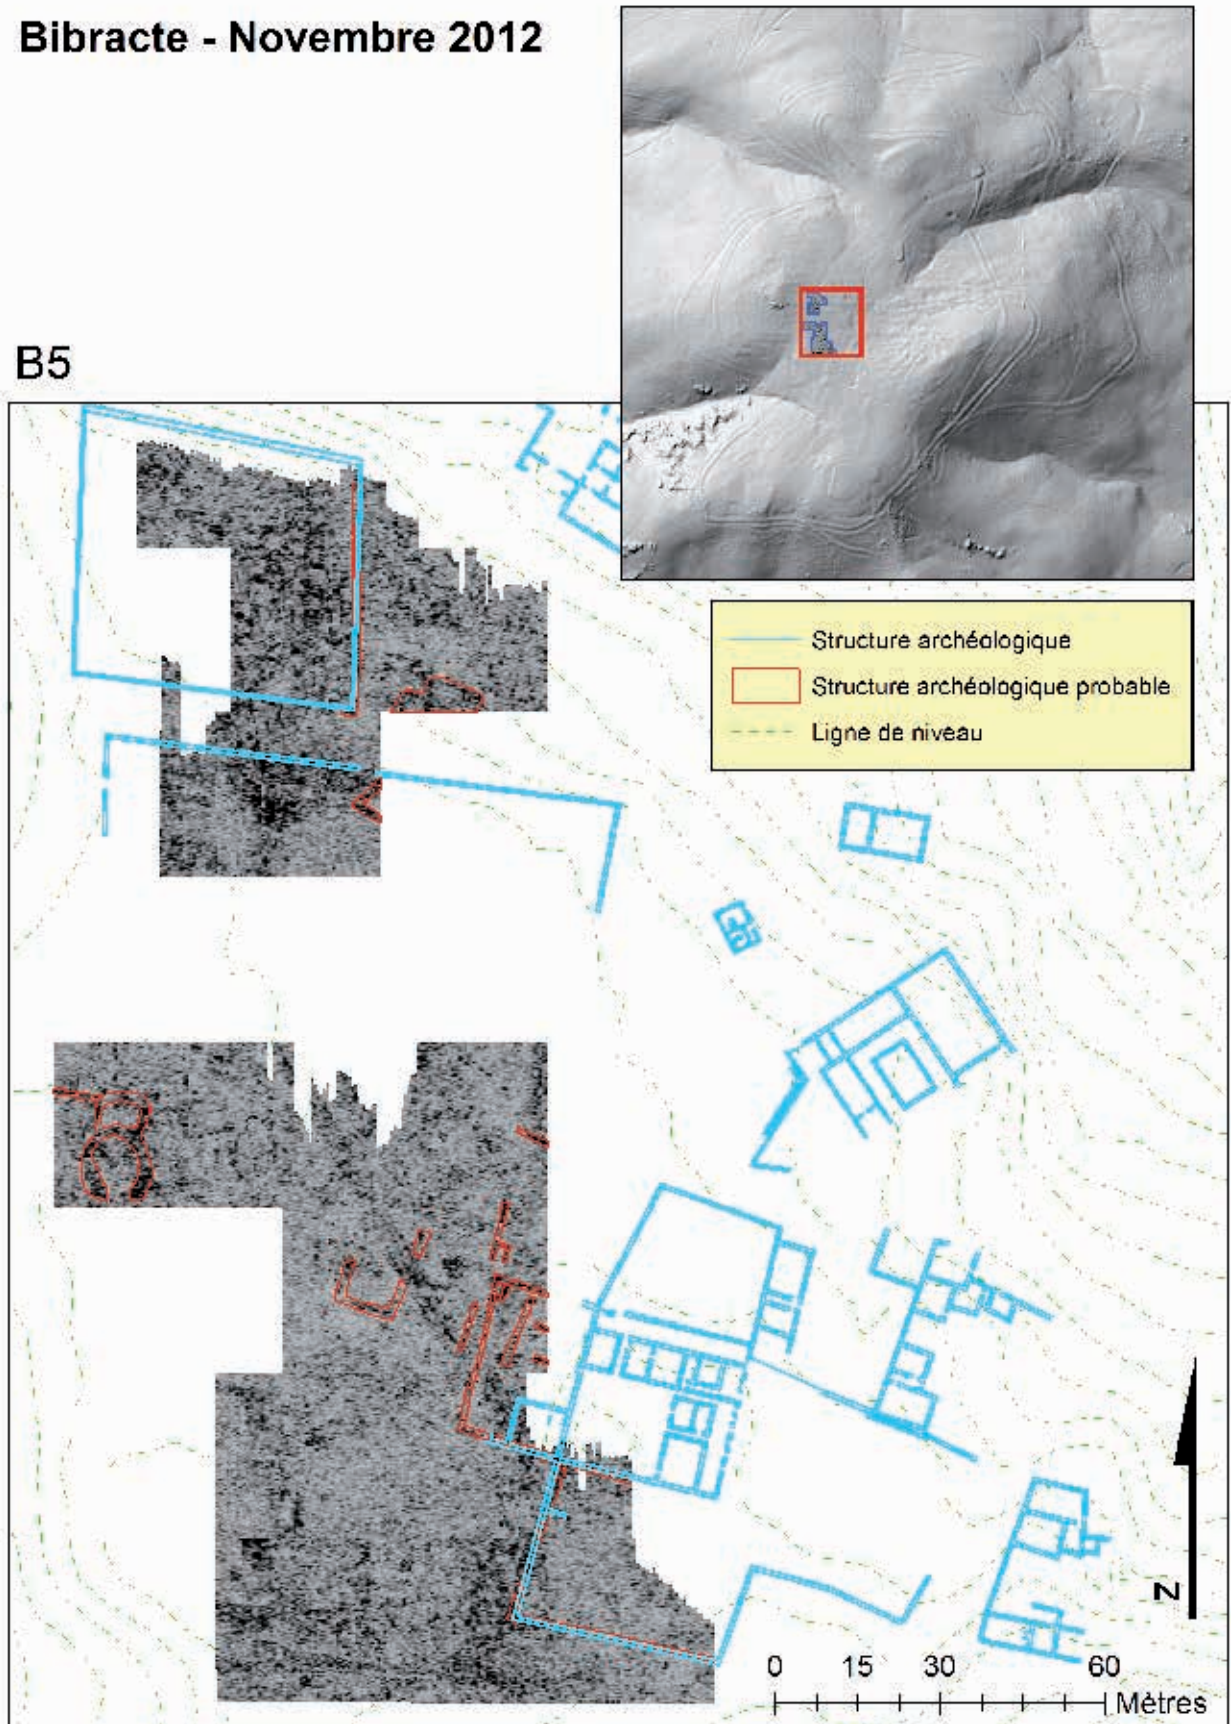 Bibracte - Novembre 2012
B5
Structure archéologique
Structure archéologique probable
Ligne de niveau
N
0 15 30 60
Mètres